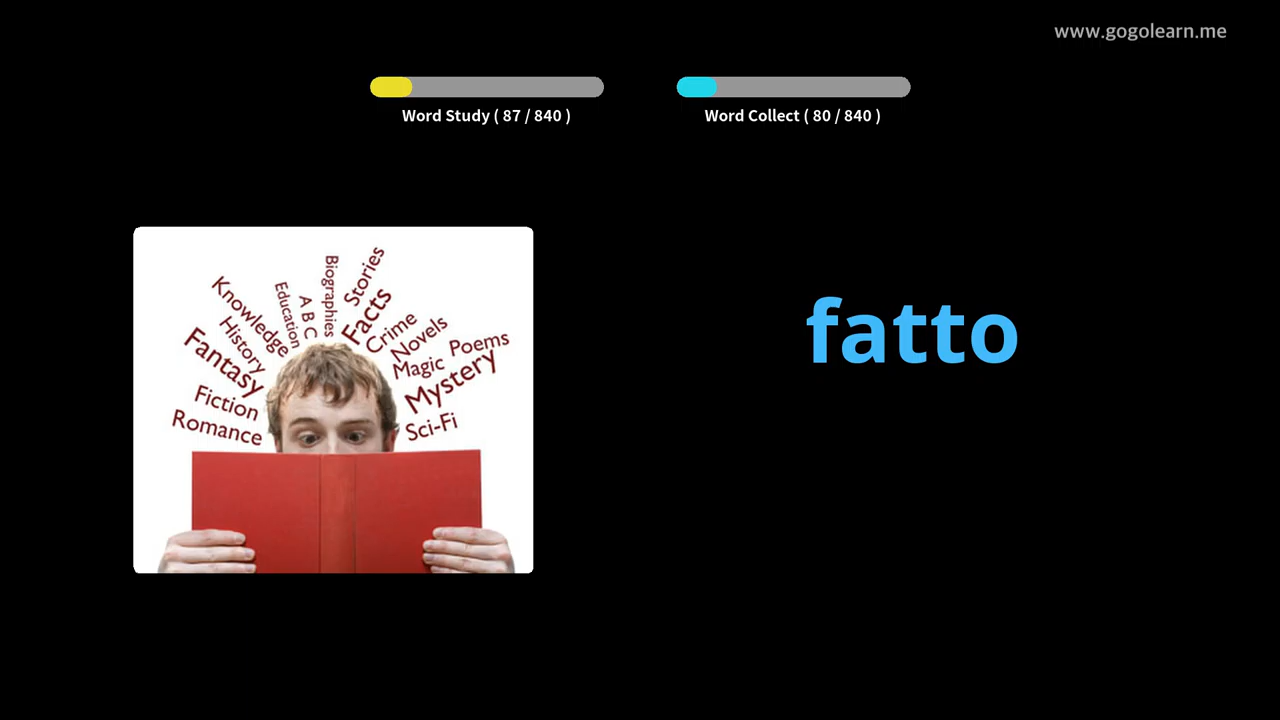 www.gogolearn.me
Word Study ( 87 / 840 )
Word Collect ( 80 / 840 )
Biographies
Stories
Facts
Education
A B C
Knowledge
History
Crime
Novels
Poems
Fantasy
Magic
Mystery
Fiction
Romance
Sci-Fi
fatto